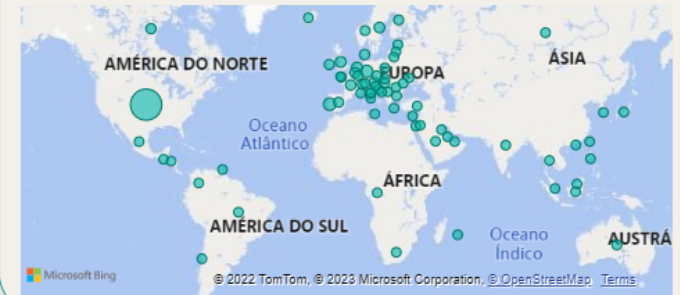 AMÉRICA DO NORTE
EUROPA
ÁSIA
Oceano
Atlântico
ÁFRICA
AMÉRICA DO SUL
Oceano
Índico
AUSTRÁ
Microsoft Bing
© 2022 TomTom, © 2023 Microsoft Corporation, © OpenStreetMap Terms